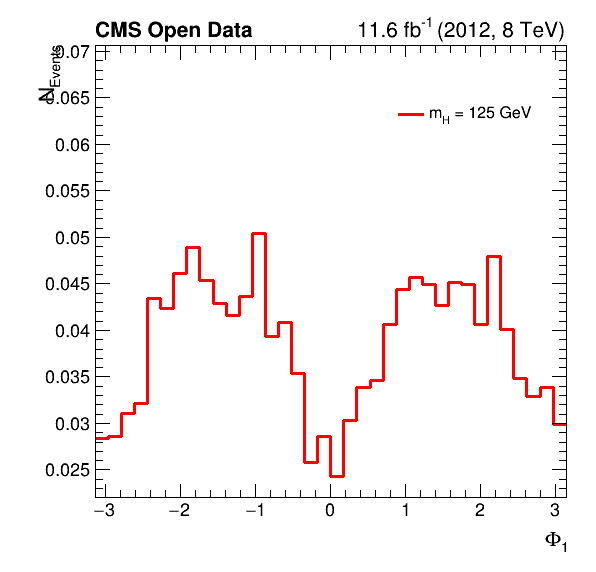 CMS Open Data 11.6 fb⁻¹ (2012, 8 TeV)
N_Events
m_H = 125 GeV
0.07
0.065
0.06
0.055
0.05
0.045
0.04
0.035
0.03
0.025
−3 −2 −1 0 1 2 3
Φ₁